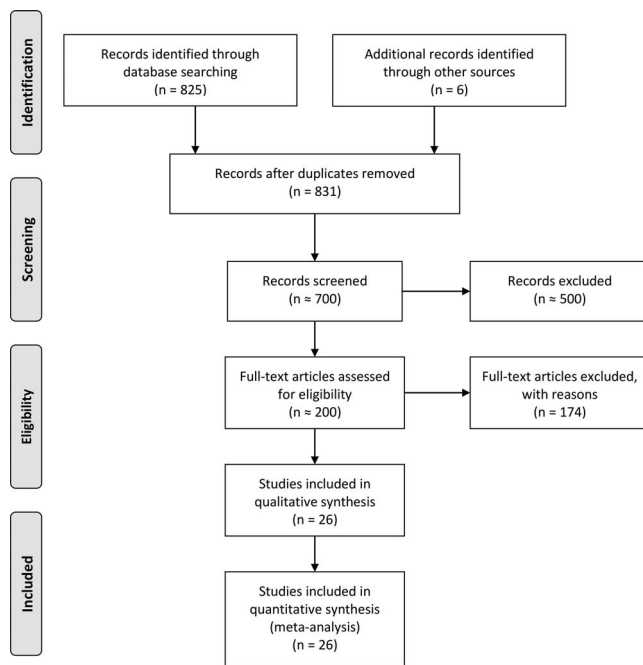 Identification
Records identified through
database searching
(n = 825)
Additional records identified
through other sources
(n = 6)
Records after duplicates removed
(n = 831)
Screening
Records screened
(n ≈ 700)
Records excluded
(n ≈ 500)
Eligibility
Full-text articles assessed
for eligibility
(n ≈ 200)
Full-text articles excluded,
with reasons
(n = 174)
Studies included in
qualitative synthesis
(n = 26)
Included
Studies included in
quantitative synthesis
(meta-analysis)
(n = 26)